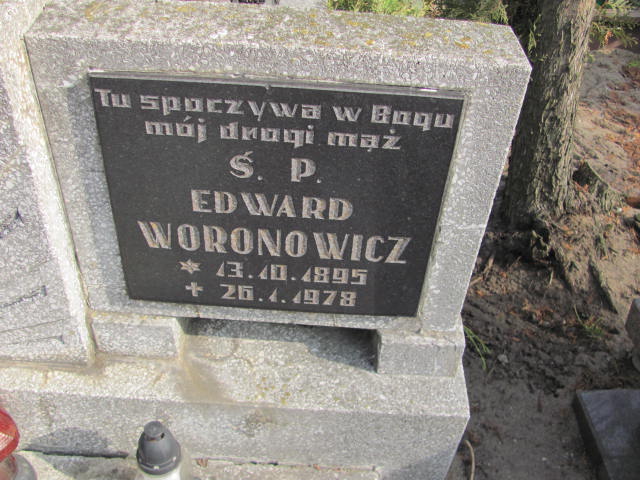 Tu spoczywa w Bogu
mój drogi mąż
Ś. P.
EDWARD
WORONOWICZ
* 13.10.1895
+ 26.1.1978